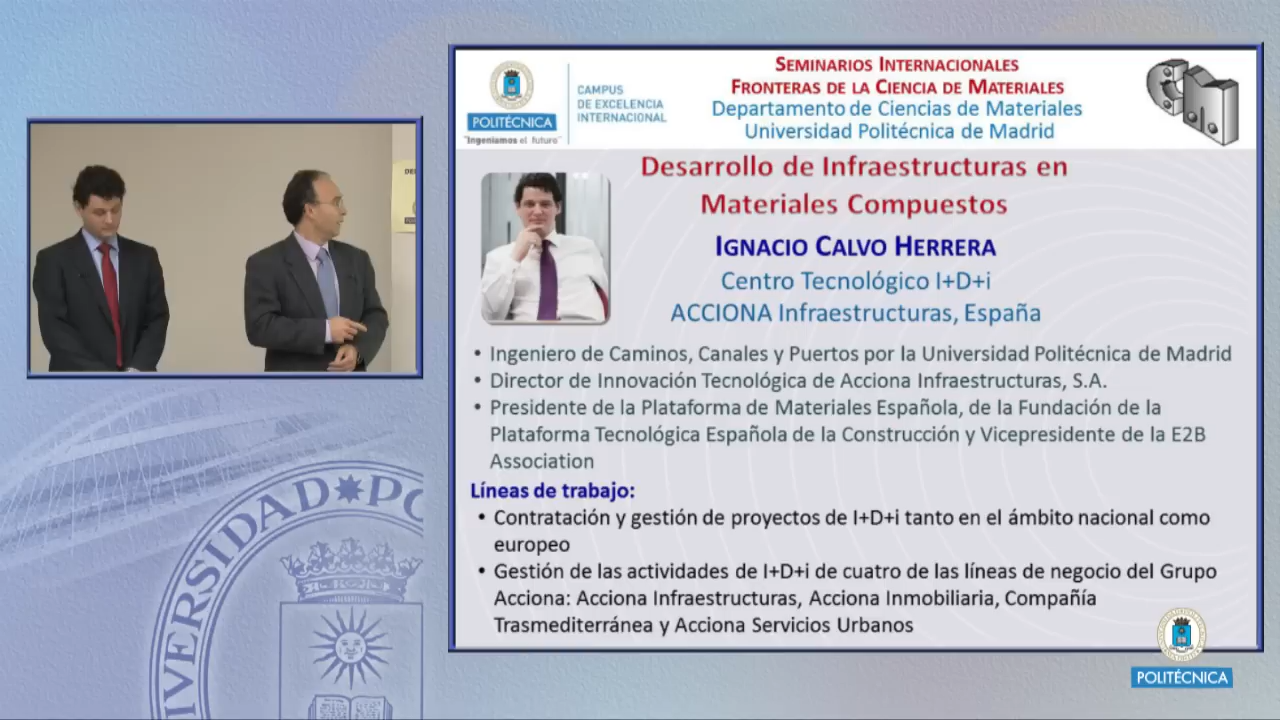 SEMINARIOS INTERNACIONALES
FRONTERAS DE LA CIENCIA DE MATERIALES
Departamento de Ciencias de Materiales
Universidad Politécnica de Madrid
POLITÉCNICA
"Ingeniamos el futuro"
CAMPUS
DE EXCELENCIA
INTERNACIONAL
Desarrollo de Infraestructuras en
Materiales Compuestos
IGNACIO CALVO HERRERA
Centro Tecnológico I+D+i
ACCIONA Infraestructuras, España
• Ingeniero de Caminos, Canales y Puertos por la Universidad Politécnica de Madrid
• Director de Innovación Tecnológica de Acciona Infraestructuras, S.A.
• Presidente de la Plataforma de Materiales Española, de la Fundación de la
Plataforma Tecnológica Española de la Construcción y Vicepresidente de la E2B
Association
Líneas de trabajo:
• Contratación y gestión de proyectos de I+D+i tanto en el ámbito nacional como
europeo
• Gestión de las actividades de I+D+i de cuatro de las líneas de negocio del Grupo
Acciona: Acciona Infraestructuras, Acciona Inmobiliaria, Compañía
Trasmediterránea y Acciona Servicios Urbanos
POLITÉCNICA
IVERSIDAD PO